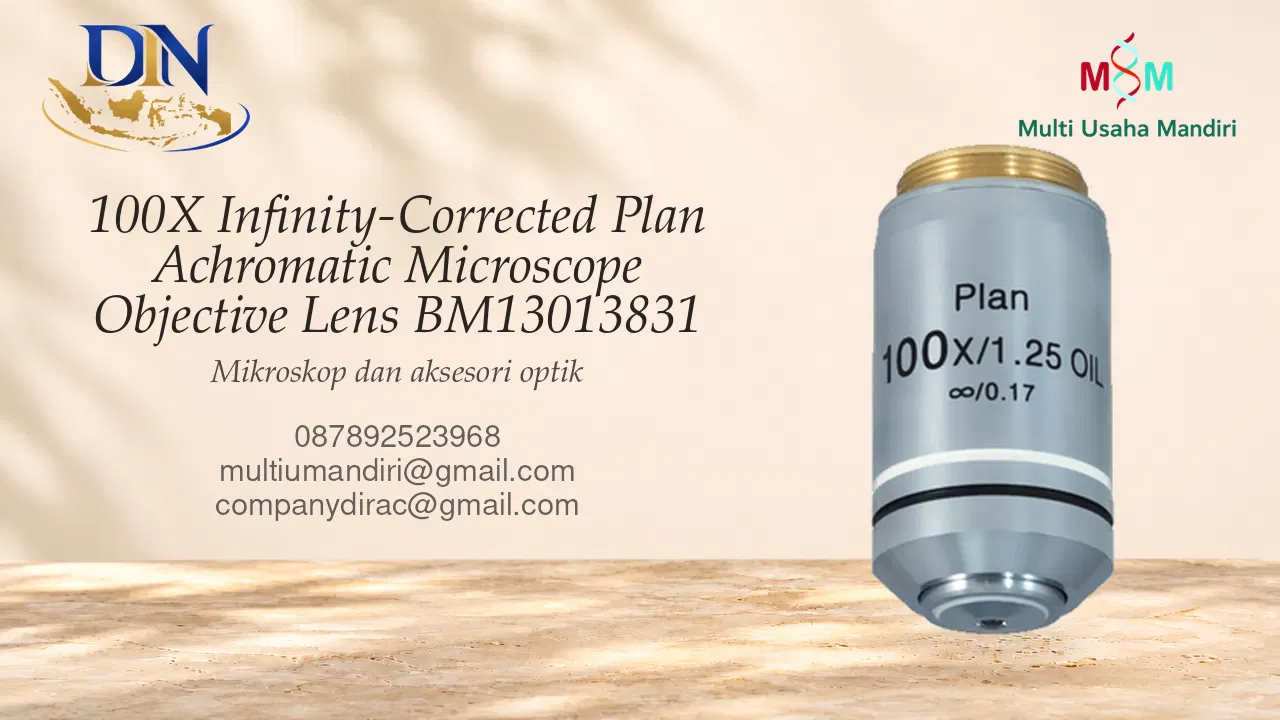 DN
M M
Multi Usaha Mandiri
100X Infinity-Corrected Plan
Achromatic Microscope
Objective Lens BM13013831
Mikroskop dan aksesori optik
087892523968
multiumandiri@gmail.com
companydirac@gmail.com
Plan
100X/1.25 OIL
∞/0.17